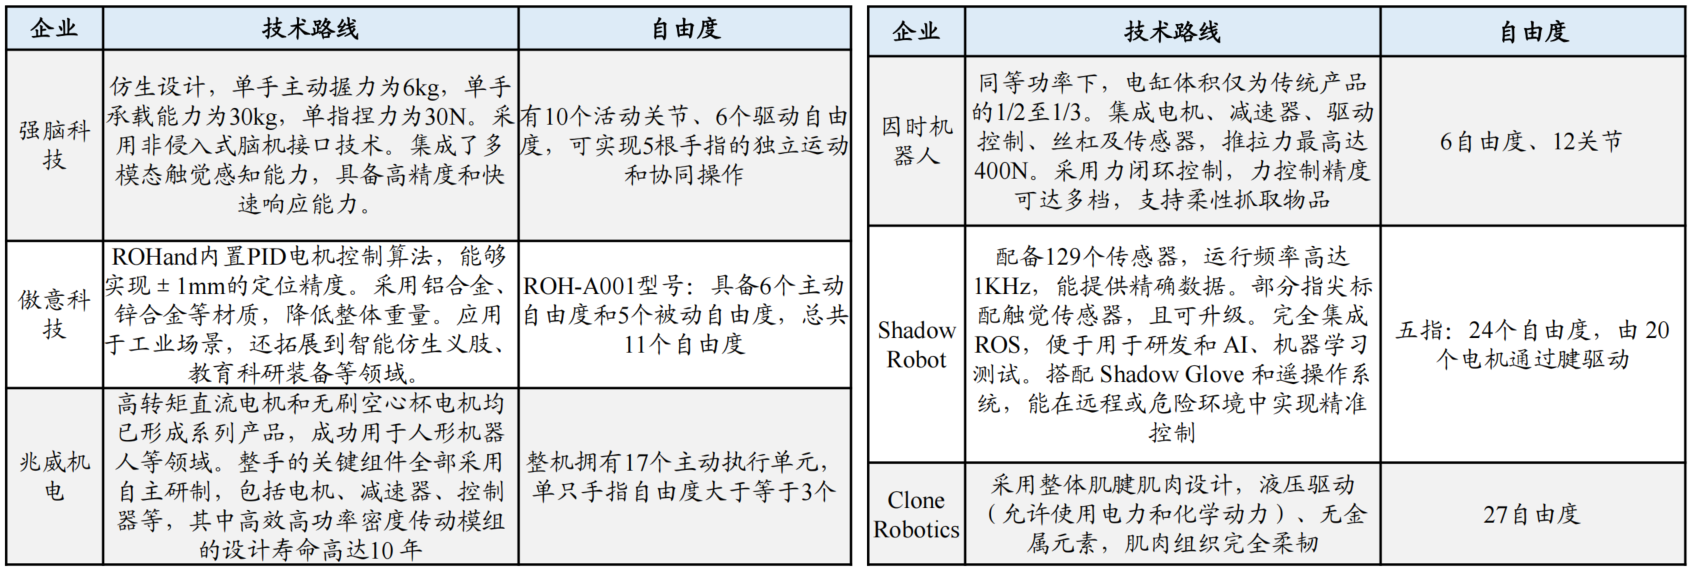 企业 技术路线 自由度
强脑科
技
仿生设计，单手主动握力为6kg，单手
承载能力为30kg，单指捏力为30N。采
用非侵入式脑机接口技术。集成了多
模态触觉感知能力，具备高精度和快
速响应能力。
有10个活动关节、6个驱动自由
度，可实现5根手指的独立运动
和协同操作
傲意科
技
ROHand内置PID电机控制算法，能够
实现±1mm的定位精度。采用铝合金、
锌合金等材质，降低整体重量。应用
于工业场景，还拓展到智能仿生义肢、
教育科研装备等领域。
ROH-A001型号：具备6个主动
自由度和5个被动自由度，总共
11个自由度
兆威机
电
高转矩直流电机和无刷空心杯电机均
已形成系列产品，成功用于人形机器
人等领域。整手的关键组件全部采用
自主研制，包括电机、减速器、控制
器等，其中高效高功率密度传动模组
的设计寿命高达10 年
整机拥有17个主动执行单元，
单只手指自由度大于等于3个
企业 技术路线 自由度
因时机
器人
同等功率下，电缸体积仅为传统产品
的1/2至1/3。集成电机、减速器、驱动
控制、丝杠及传感器，推拉力最高达
400N。采用力闭环控制，力控制精度
可达多档，支持柔性抓取物品
6自由度、12关节
Shadow
Robot
配备129个传感器，运行频率高达
1KHz，能提供精确数据。部分指尖标
配触觉传感器，且可升级。完全集成
ROS，便于用于研发和 AI、机器学习
测试。搭配 Shadow Glove 和遥操作系
统，能在远程或危险环境中实现精准
控制
五指：24个自由度，由 20
个电机通过腱驱动
Clone
Robotics
采用整体肌腱肌肉设计，液压驱动
（允许使用电力和化学动力）、无金
属元素，肌肉组织完全柔韧
27自由度